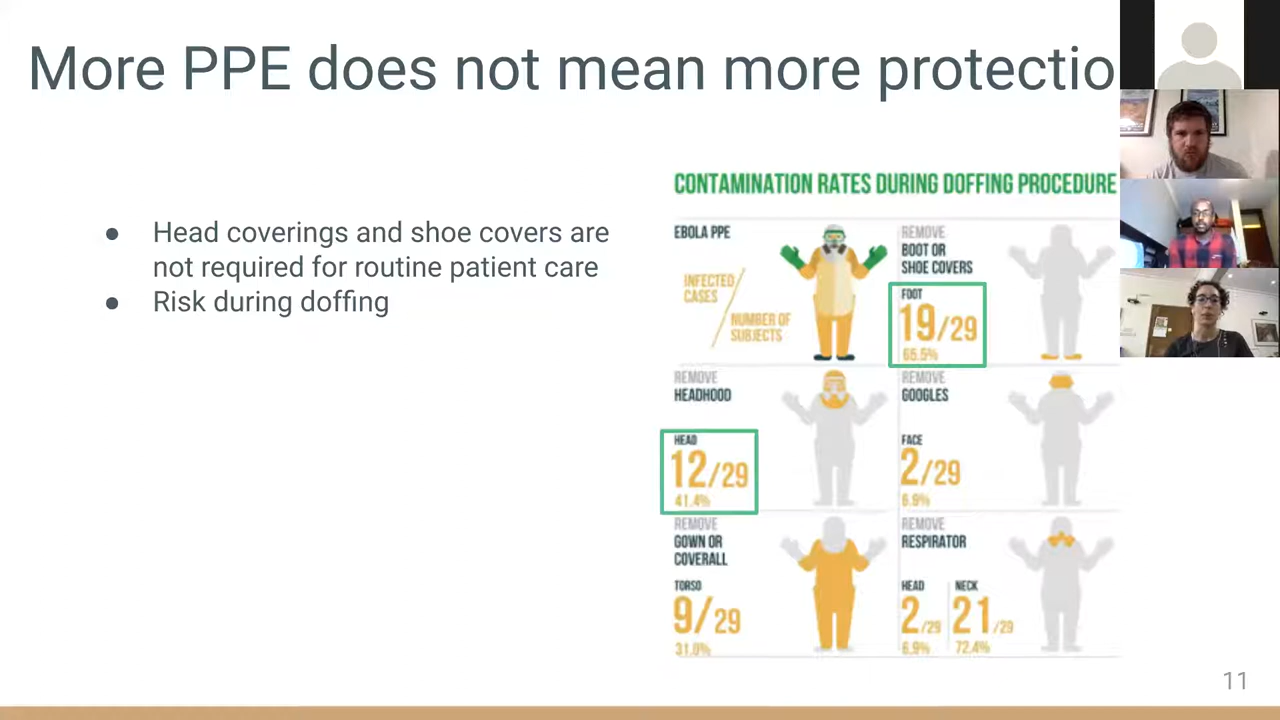 More PPE does not mean more protectio
Head coverings and shoe covers are
not required for routine patient care
Risk during doffing
CONTAMINATION RATES DURING DOFFING PROCEDURE
EBOLA PPE
INFECTED
CASES
NUMBER OF
SUBJECTS
REMOVE
BOOT OR
SHOE COVERS
FOOT
19/29
65.5%
REMOVE
HEADHOOD
HEAD
12/29
41.4%
REMOVE
GOOGLES
FACE
2/29
6.9%
REMOVE
GOWN OR
COVERALL
TORSO
9/29
31.0%
REMOVE
RESPIRATOR
HEAD
2/29
6.9%
NECK
21/29
72.4%
11